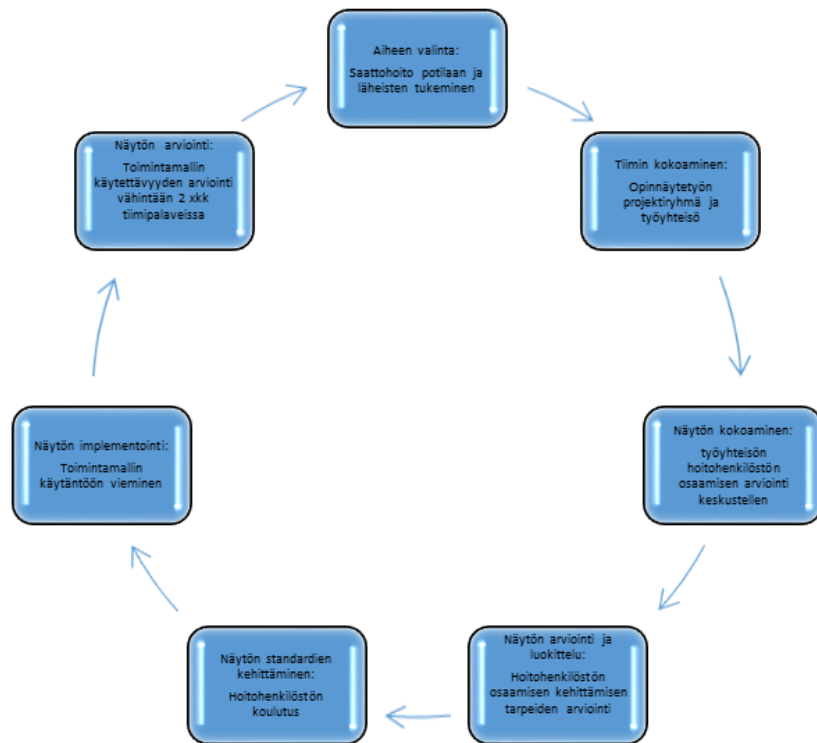 Aiheen valinta:
Saattohoito potilaan ja
läheisten tukeminen
Tiimin kokoaminen:
Opinnäytetyön
projektiryhmä ja
työyhteisö
Näytön kokoaminen:
työyhteisön
hoitohenkilöstön
osaamisen arviointi
keskustellen
Näytön arviointi ja
luokittelu:
Hoitohenkilöstön
osaamisen kehittämisen
tarpeiden arviointi
Näytön standardien
kehittäminen:
Hoitohenkilöstön
koulutus
Näytön implementointi:
Toimintamallin
käytäntöön vieminen
Näytön arviointi:
Toimintamallin
käytettävyyden arviointi
vähintään 2 xkk
tiimipalaveissa